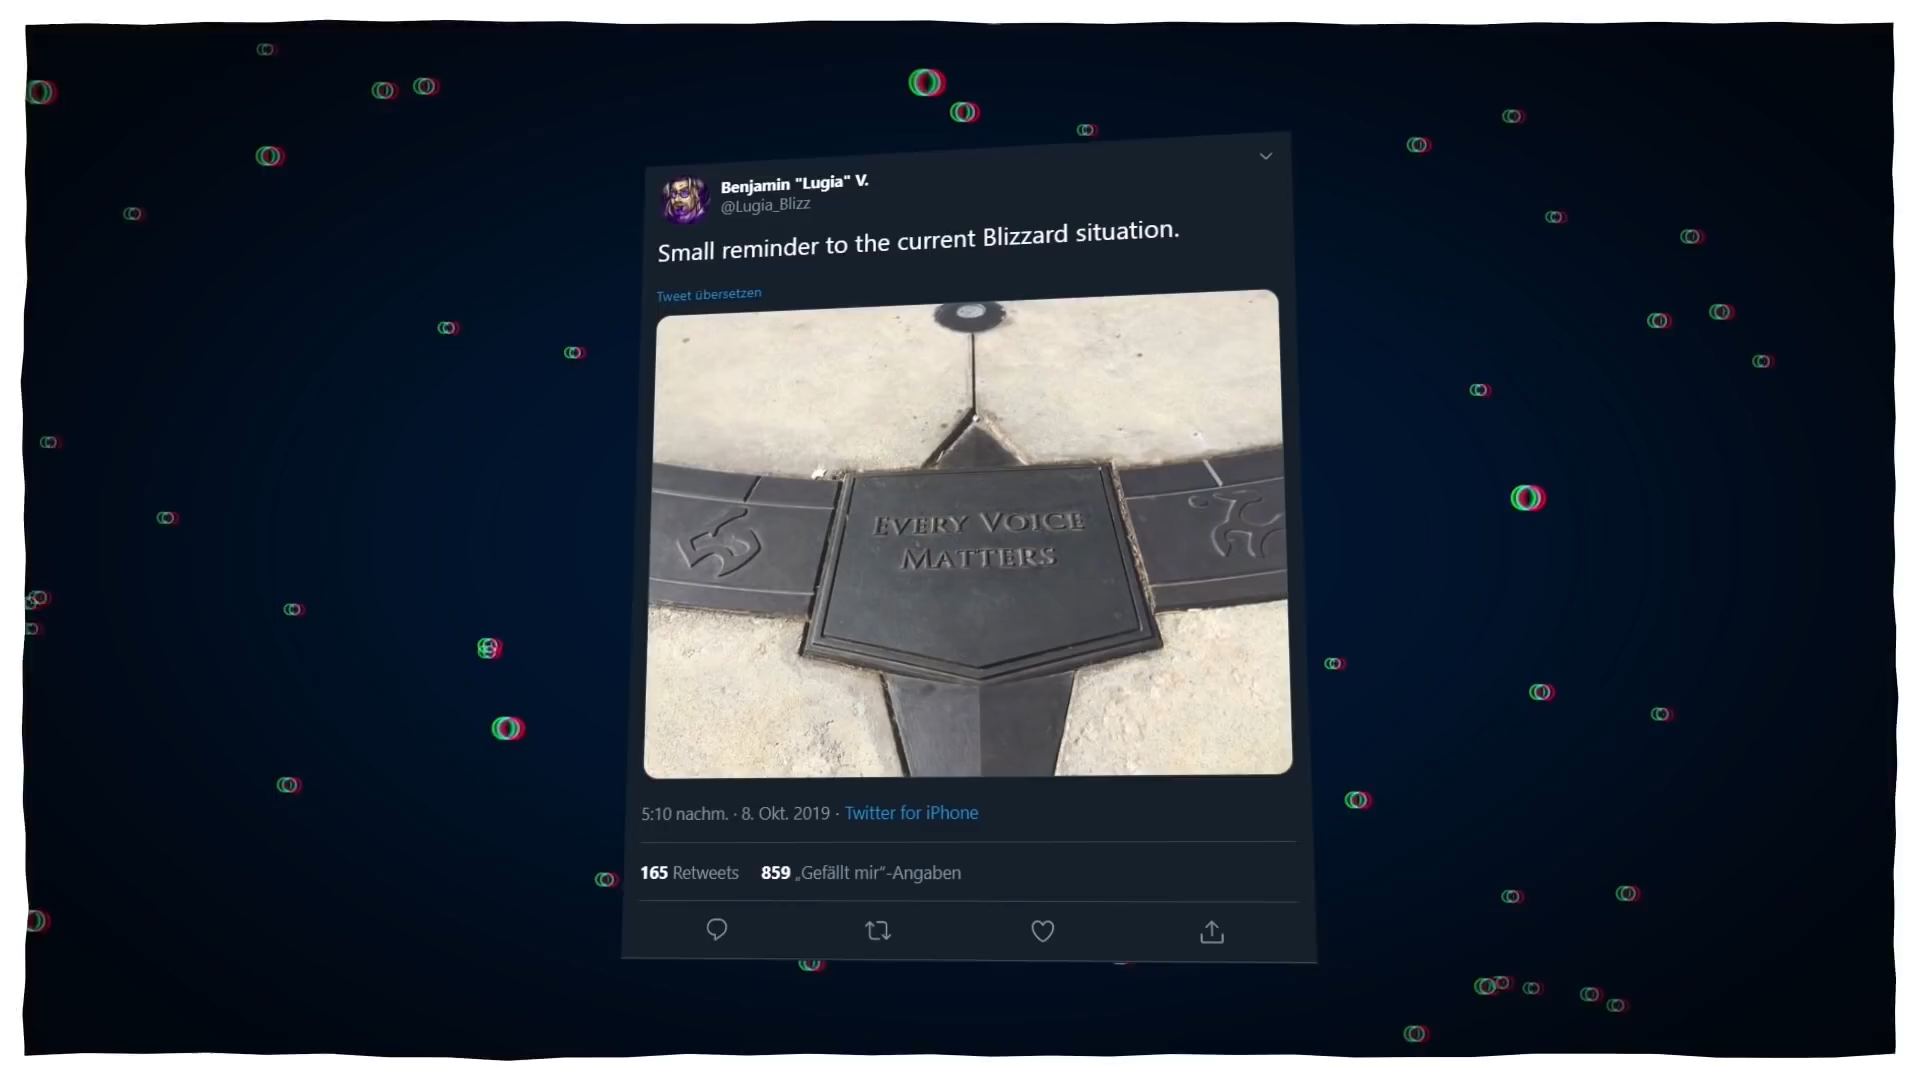 Benjamin "Lugia" V.
@Lugia_Blizz
Small reminder to the current Blizzard situation.
Tweet übersetzen
EVERY VOICE
MATTERS
5:10 nachm. · 8. Okt. 2019 · Twitter for iPhone
165 Retweets 859 „Gefällt mir“-Angaben